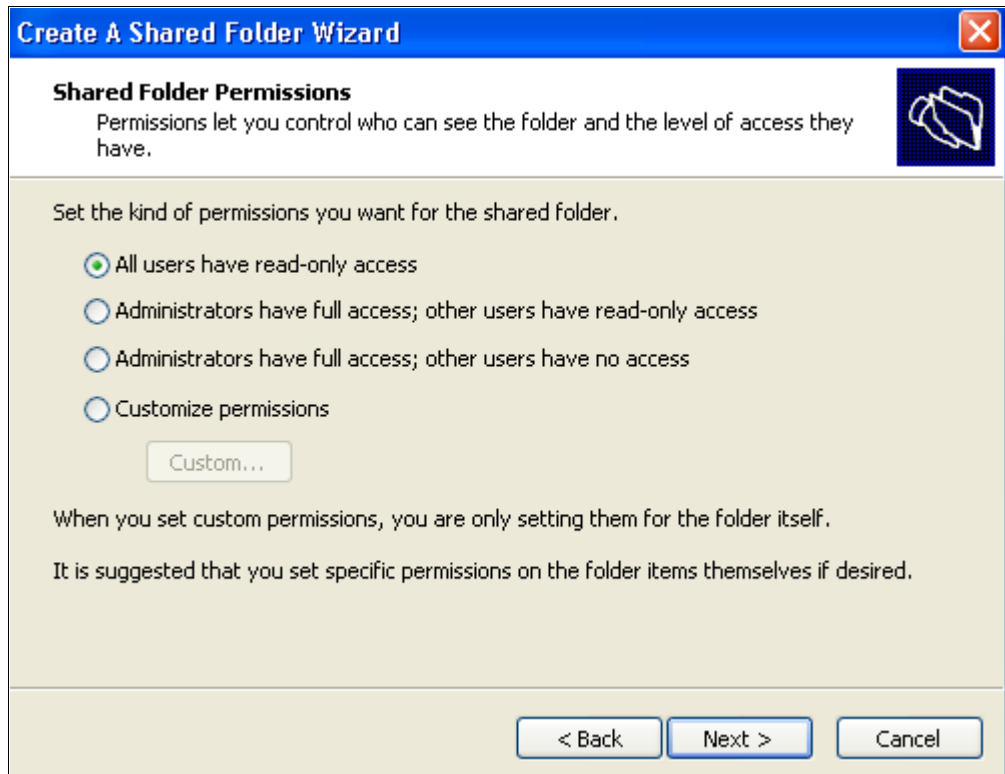 Create A Shared Folder Wizard
Shared Folder Permissions
Permissions let you control who can see the folder and the level of access they
have.
Set the kind of permissions you want for the shared folder.
All users have read-only access
Administrators have full access; other users have read-only access
Administrators have full access; other users have no access
Customize permissions
Custom...
When you set custom permissions, you are only setting them for the folder itself.
It is suggested that you set specific permissions on the folder items themselves if desired.
< Back Next > Cancel